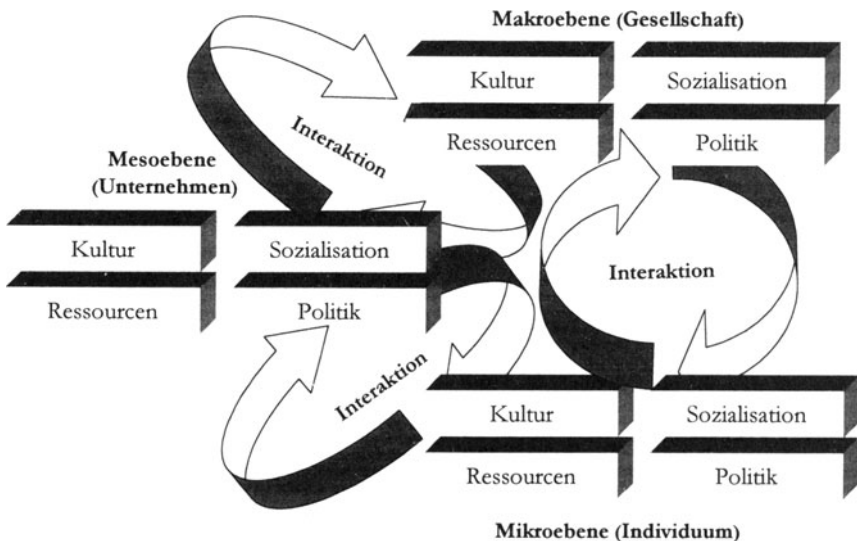 Makroebene (Gesellschaft)
Kultur
Sozialisation
Ressourcen
Politik
Interaktion
Mesoebene
(Unternehmen)
Kultur
Sozialisation
Ressourcen
Politik
Interaktion
Interaktion
Kultur
Sozialisation
Ressourcen
Politik
Mikroebene (Individuum)